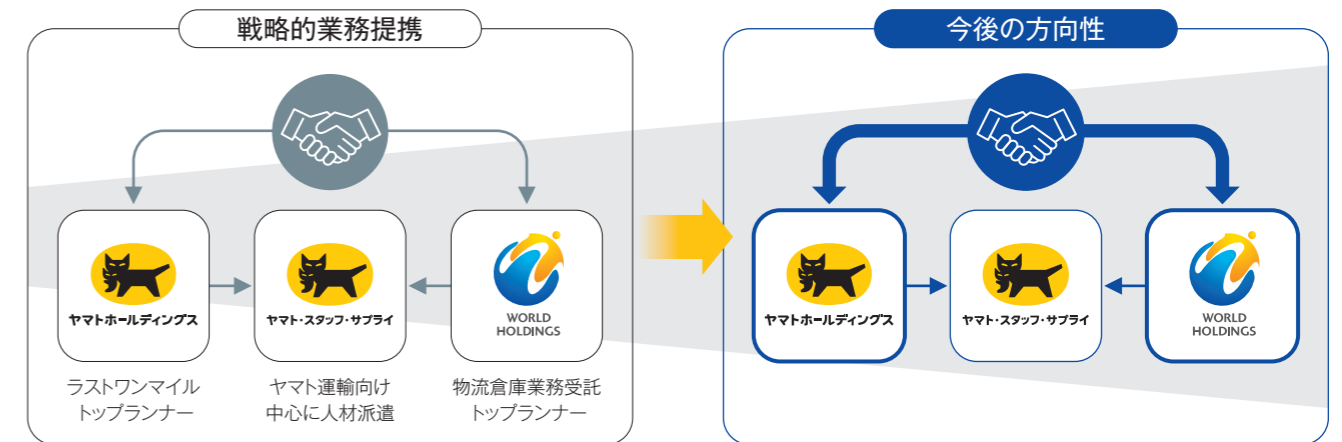 戦略的業務提携
ヤマトホールディングス
ヤマト・スタッフ・サプライ
WORLD
HOLDINGS
ラストワンマイル
トップランナー
ヤマト運輸向け
中心に人材派遣
物流倉庫業務受託
トップランナー
今後の方向性
ヤマトホールディングス
ヤマト・スタッフ・サプライ
WORLD
HOLDINGS